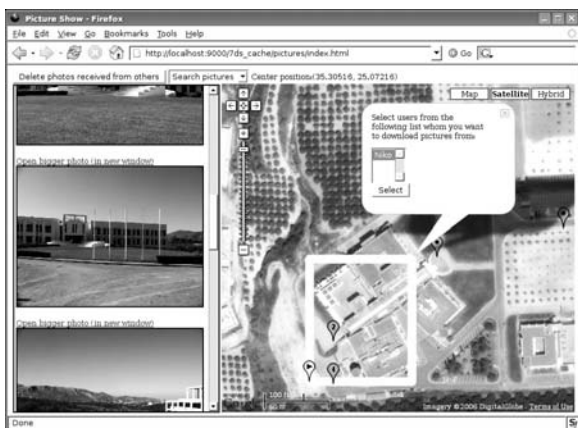 Picture Show - Firefox
File Edit View Go Bookmarks Tools Help
http://localhost:9000/7ds_cache/pictures/index.html
Go
Delete photos received from others
Search pictures
Center position:(35.30516, 25.07216)
Map
Satellite
Hybrid
Select users from the
following list whom you want
to download pictures from:
Niko
Select
Open bigger photo (in new window)
Open bigger photo (in new window)
2
Imagery ©2006 DigitalGlobe - Terms of Use
Done